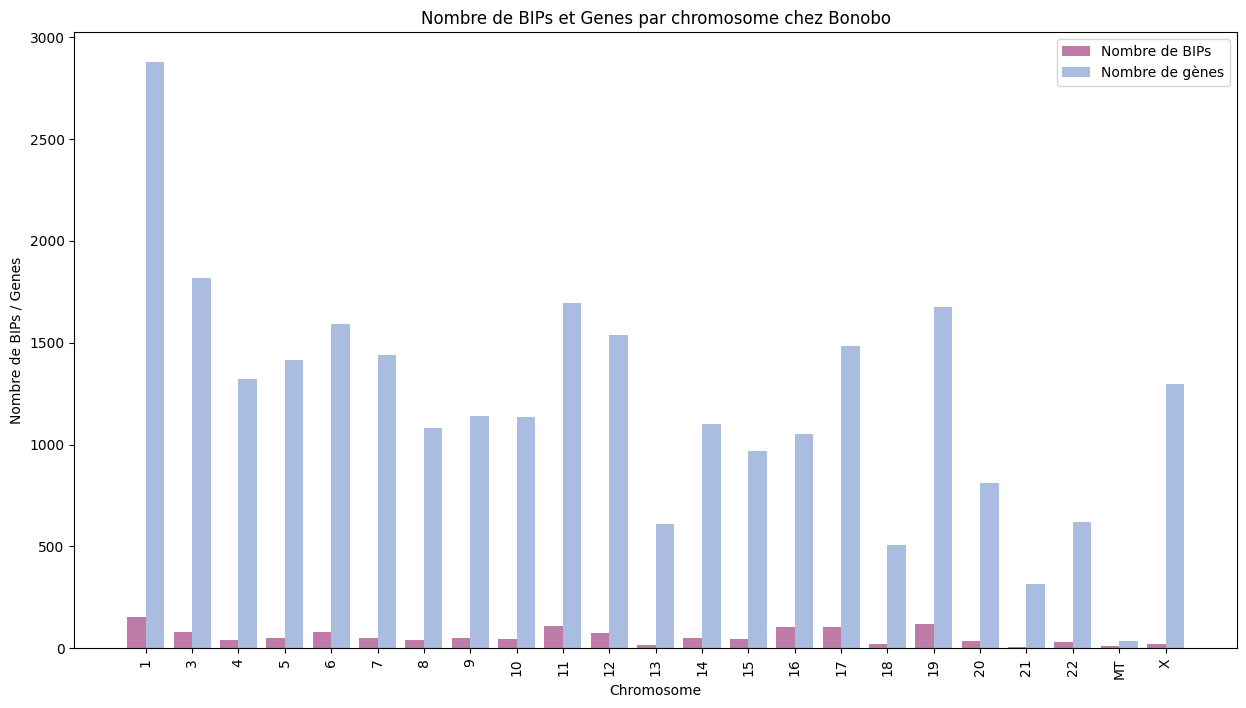 Nombre de BIPs et Genes par chromosome chez Bonobo
Nombre de BIPs
Nombre de gènes
Nombre de BIPs / Genes
3000
2500
2000
1500
1000
500
0
1 3 4 5 6 7 8 9 10 11 12 13 14 15 16 17 18 19 20 21 22 MT X
Chromosome